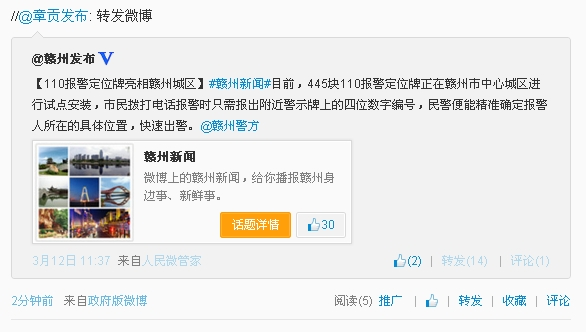 //@章贡发布: 转发微博
@赣州发布
【110报警定位牌亮相赣州城区】#赣州新闻#目前，445块110报警定位牌正在赣州市中心城区进
行试点安装，市民拨打电话报警时只需报出附近警示牌上的四位数字编号，民警便能精准确定报警
人所在的具体位置，快速出警。@赣州警方
赣州新闻
微博上的赣州新闻，给你播报赣州身
边事、新鲜事。
话题详情 30
3月12日 11:37 来自人民微管家 (2) | 转发(14) | 评论(1)
2分钟前 来自政府版微博 阅读(5) 推广 | | 转发 | 收藏 | 评论